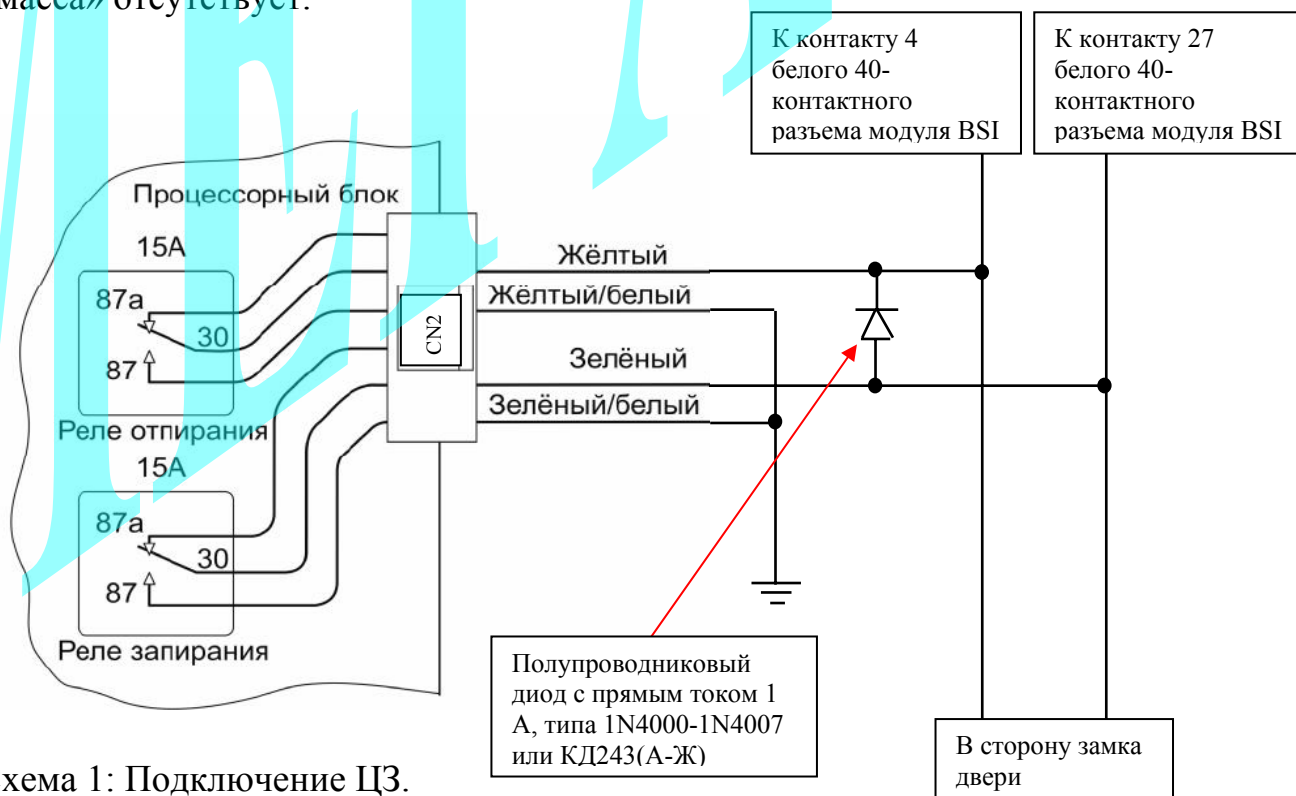 масса» отсутствует.
К контакту 4
белого 40-
контактного
разъема модуля BSI
К контакту 27
белого 40-
контактного
разъема модуля BSI
Процессорный блок
15А
87а
30
87
Реле отпирания
15А
87а
30
87
Реле запирания
CN2
Жёлтый
Жёлтый/белый
Зелёный
Зелёный/белый
Полупроводниковый
диод с прямым током 1
А, типа 1N4000-1N4007
или КД243(А-Ж)
В сторону замка
двери
хема 1: Подключение ЦЗ.